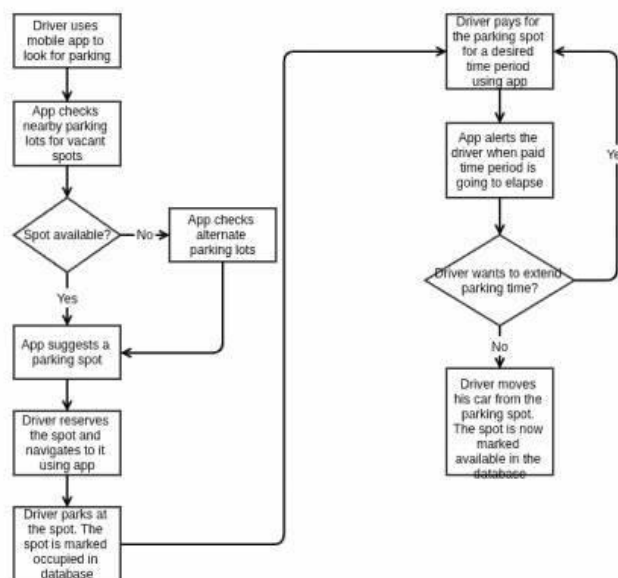 Driver uses
mobile app to
look for parking
App checks
nearby parking
lots for vacant
spots
Spot available?
No
App checks
alternate
parking lots
Yes
App suggests a
parking spot
Driver reserves
the spot and
navigates to it
using app
Driver parks at
the spot. The
spot is marked
occupied in
database
Driver pays for
the parking spot
for a desired
time period
using app
App alerts the
driver when paid
time period is
going to elapse
Driver wants to extend
parking time?
Ye
No
Driver moves
his car from the
parking spot.
The spot is now
marked
available in the
database